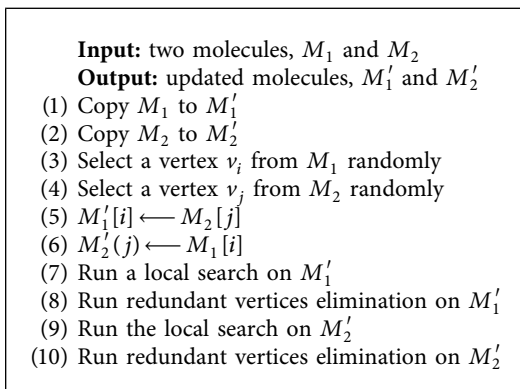 Input: two molecules, M₁ and M₂
Output: updated molecules, M₁′ and M₂′
(1) Copy M₁ to M₁′
(2) Copy M₂ to M₂′
(3) Select a vertex vᵢ from M₁ randomly
(4) Select a vertex vⱼ from M₂ randomly
(5) M₁′[i] ⟵ M₂[j]
(6) M₂′(j) ⟵ M₁[i]
(7) Run a local search on M₁′
(8) Run redundant vertices elimination on M₁′
(9) Run the local search on M₂′
(10) Run redundant vertices elimination on M₂′